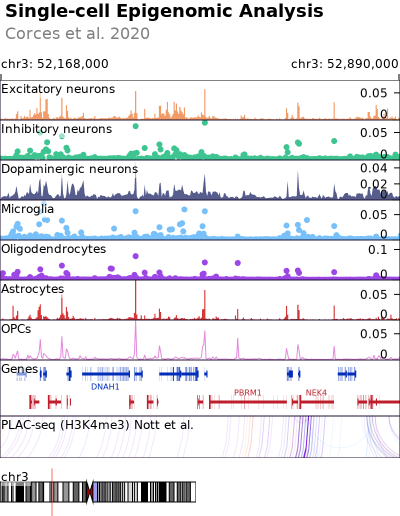 Single-cell Epigenomic Analysis
Corces et al. 2020
chr3: 52,168,000 chr3: 52,890,000
Excitatory neurons
0.05
0
Inhibitory neurons
0.05
0
Dopaminergic neurons
0.04
0.02
0
Microglia
0.05
0
Oligodendrocytes
0.1
0
Astrocytes
0.05
0
OPCs
0.05
0
Genes
DNAH1
PBRM1 NEK4
PLAC-seq (H3K4me3) Nott et al.
chr3